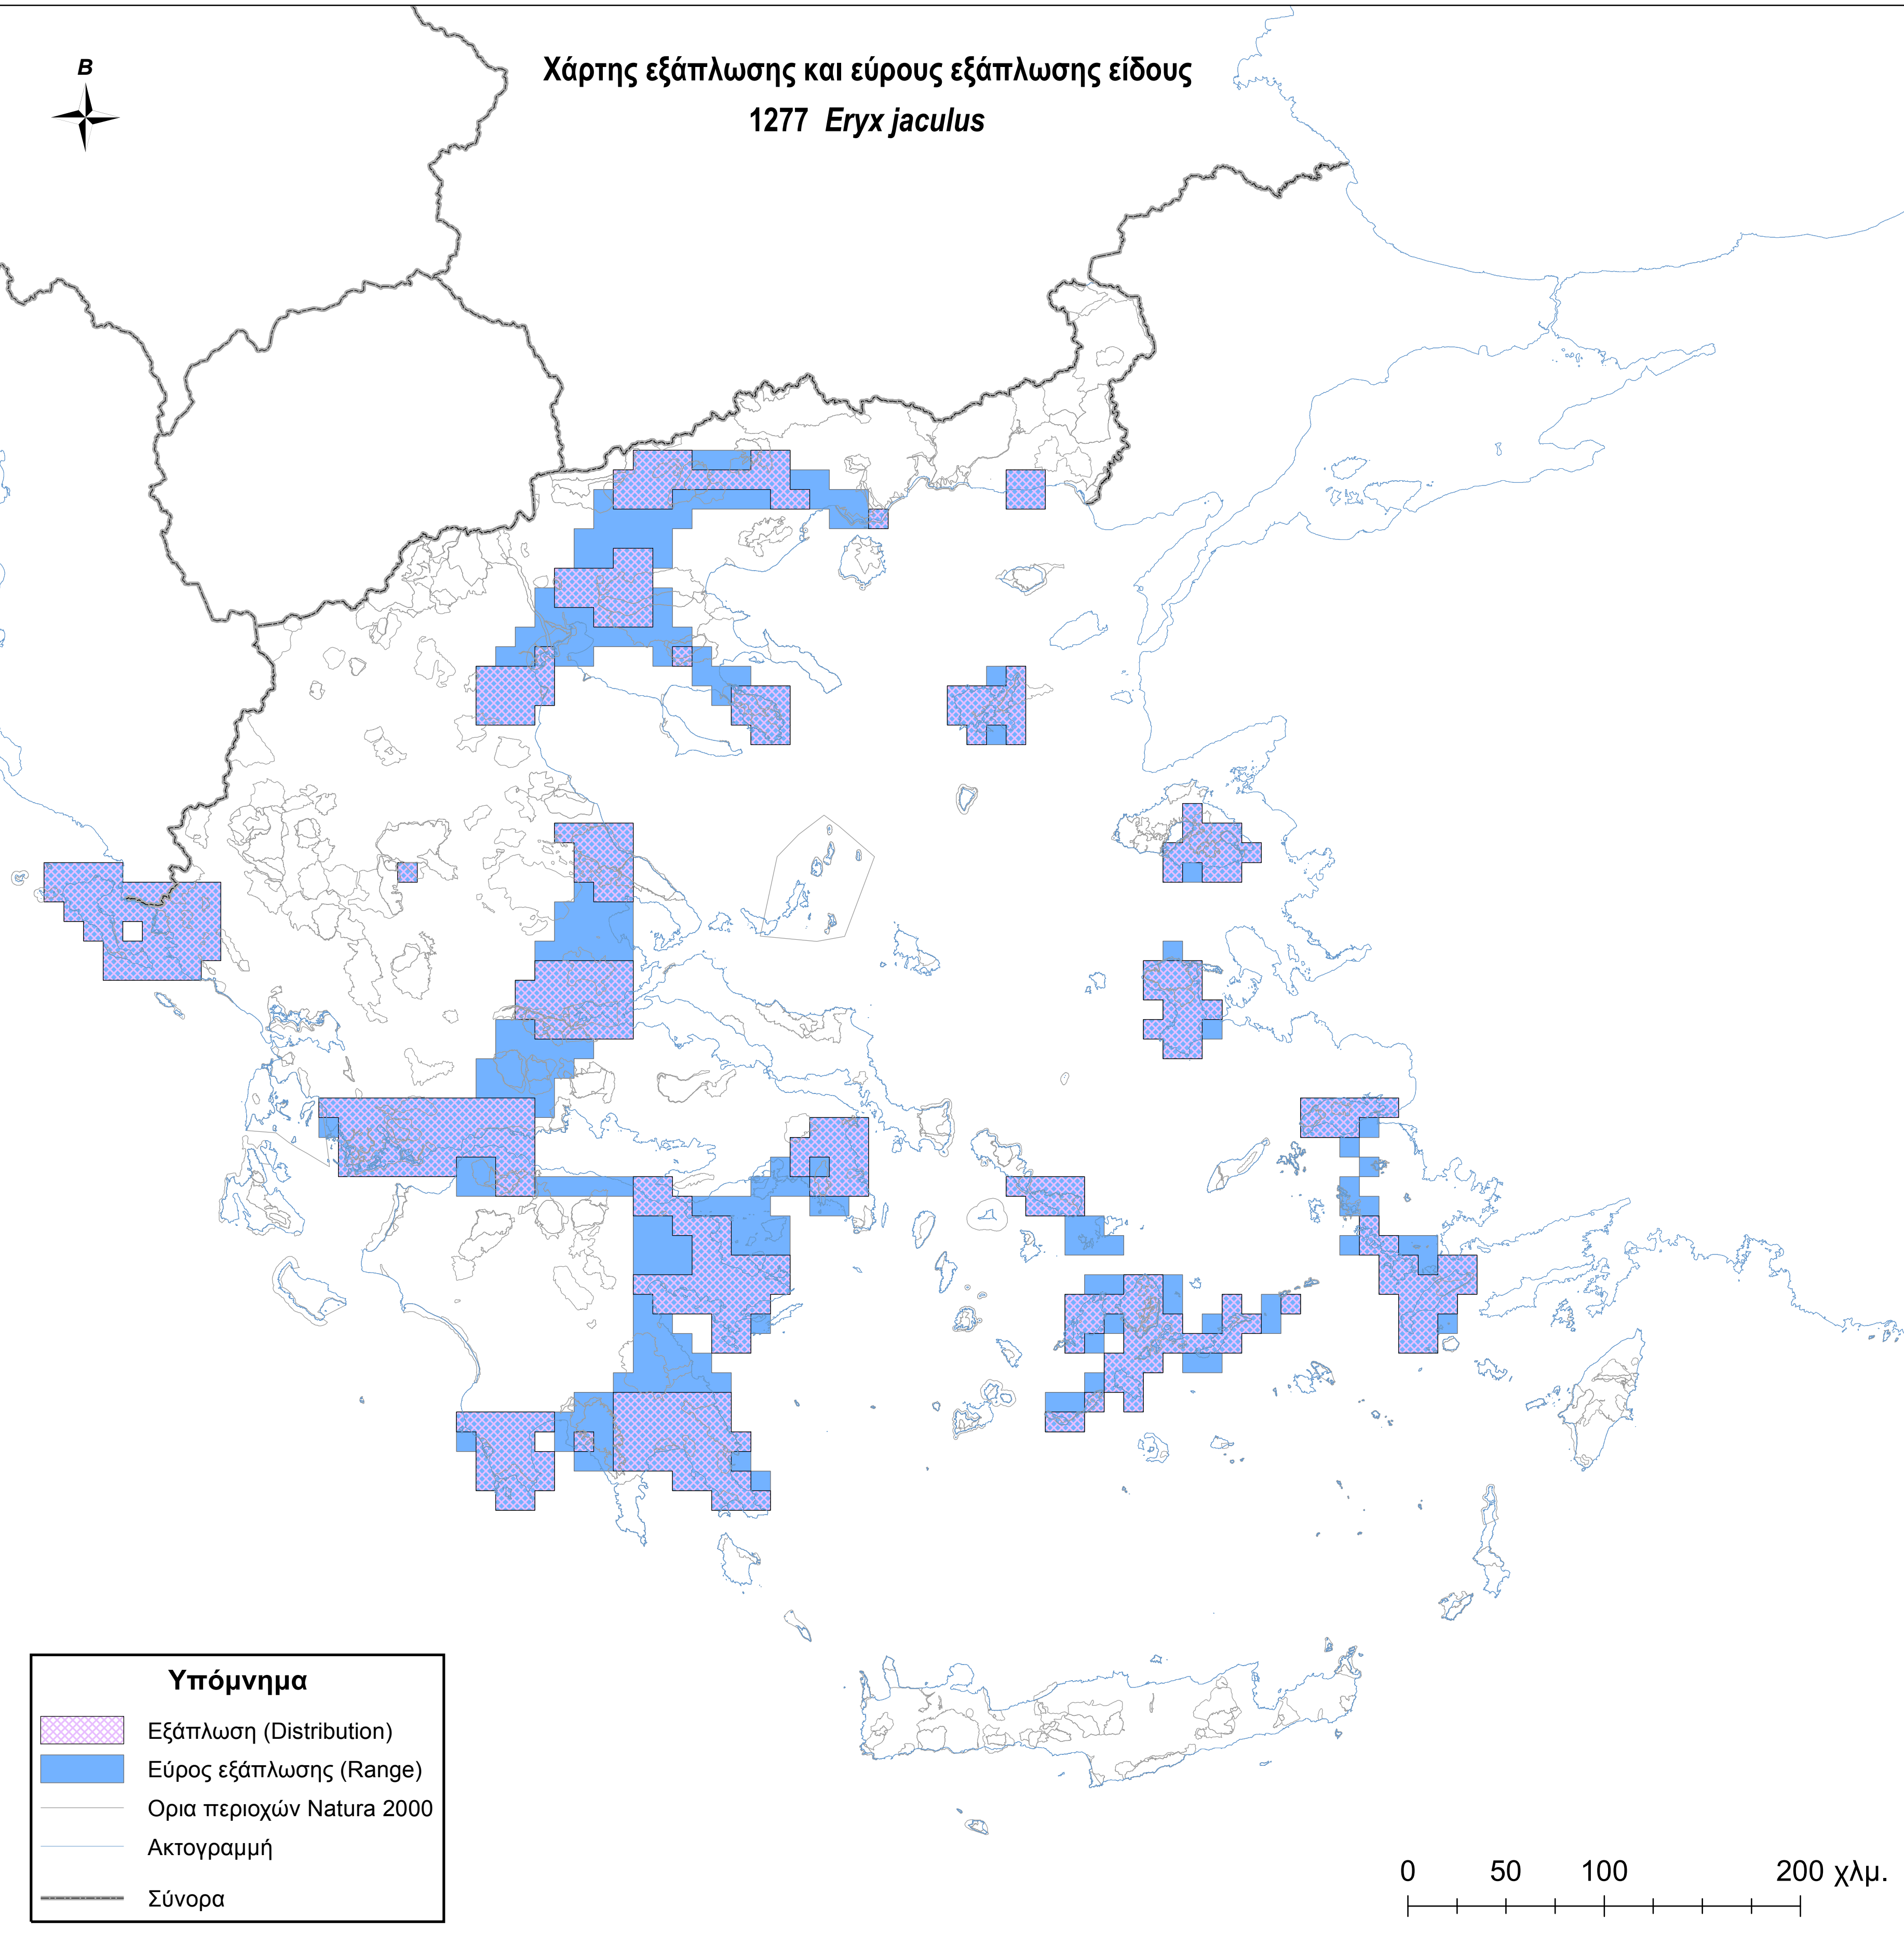 Χάρτης εξάπλωσης και εύρους εξάπλωσης είδους
1277 Eryx jaculus
Β
Υπόμνημα
Εξάπλωση (Distribution)
Εύρος εξάπλωσης (Range)
Ορια περιοχών Natura 2000
Ακτογραμμή
Σύνορα
0 50 100 200 χλμ.